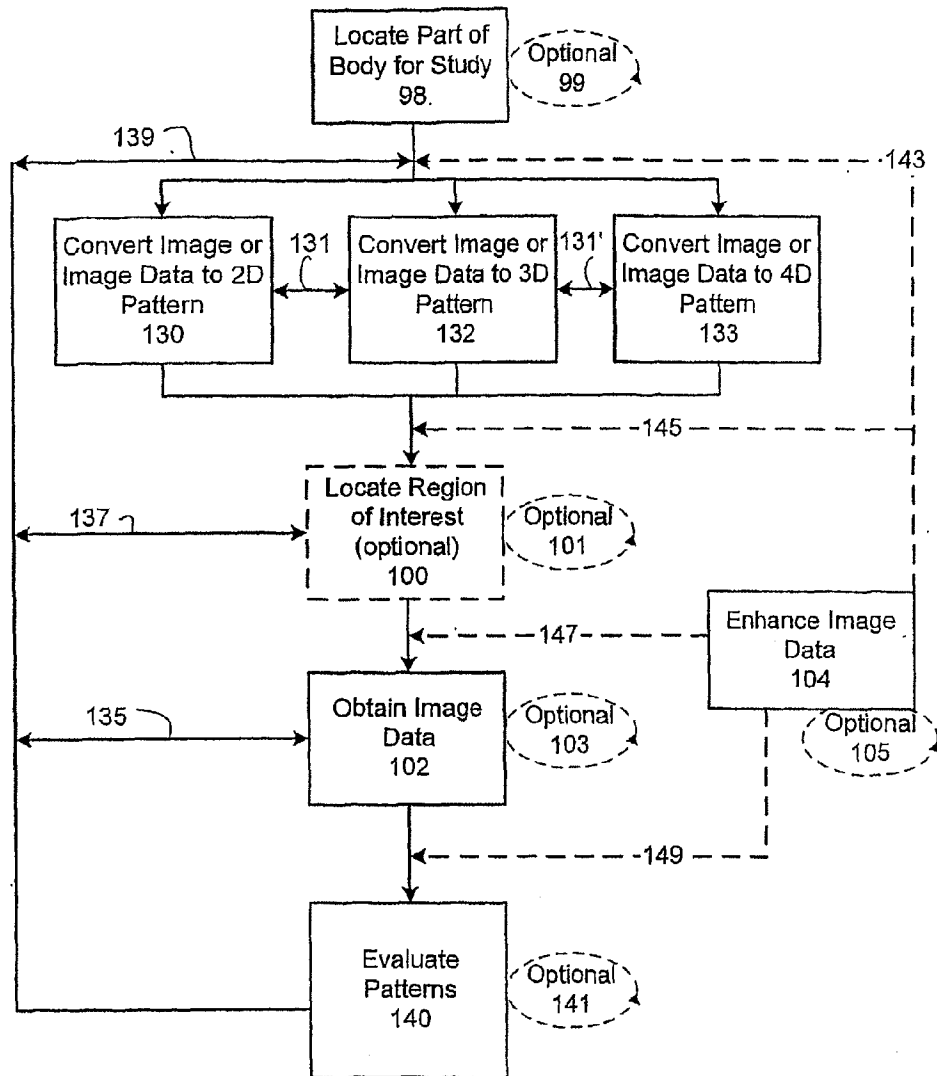 Locate Part of
Body for Study
98.
Optional
99
139
143
Convert Image or
Image Data to 2D
Pattern
130
131
Convert Image or
Image Data to 3D
Pattern
132
131'
Convert Image or
Image Data to 4D
Pattern
133
145
Locate Region
of Interest
(optional)
100
Optional
101
137
147
Enhance Image
Data
104
Optional
105
135
Obtain Image
Data
102
Optional
103
149
Evaluate
Patterns
140
Optional
141